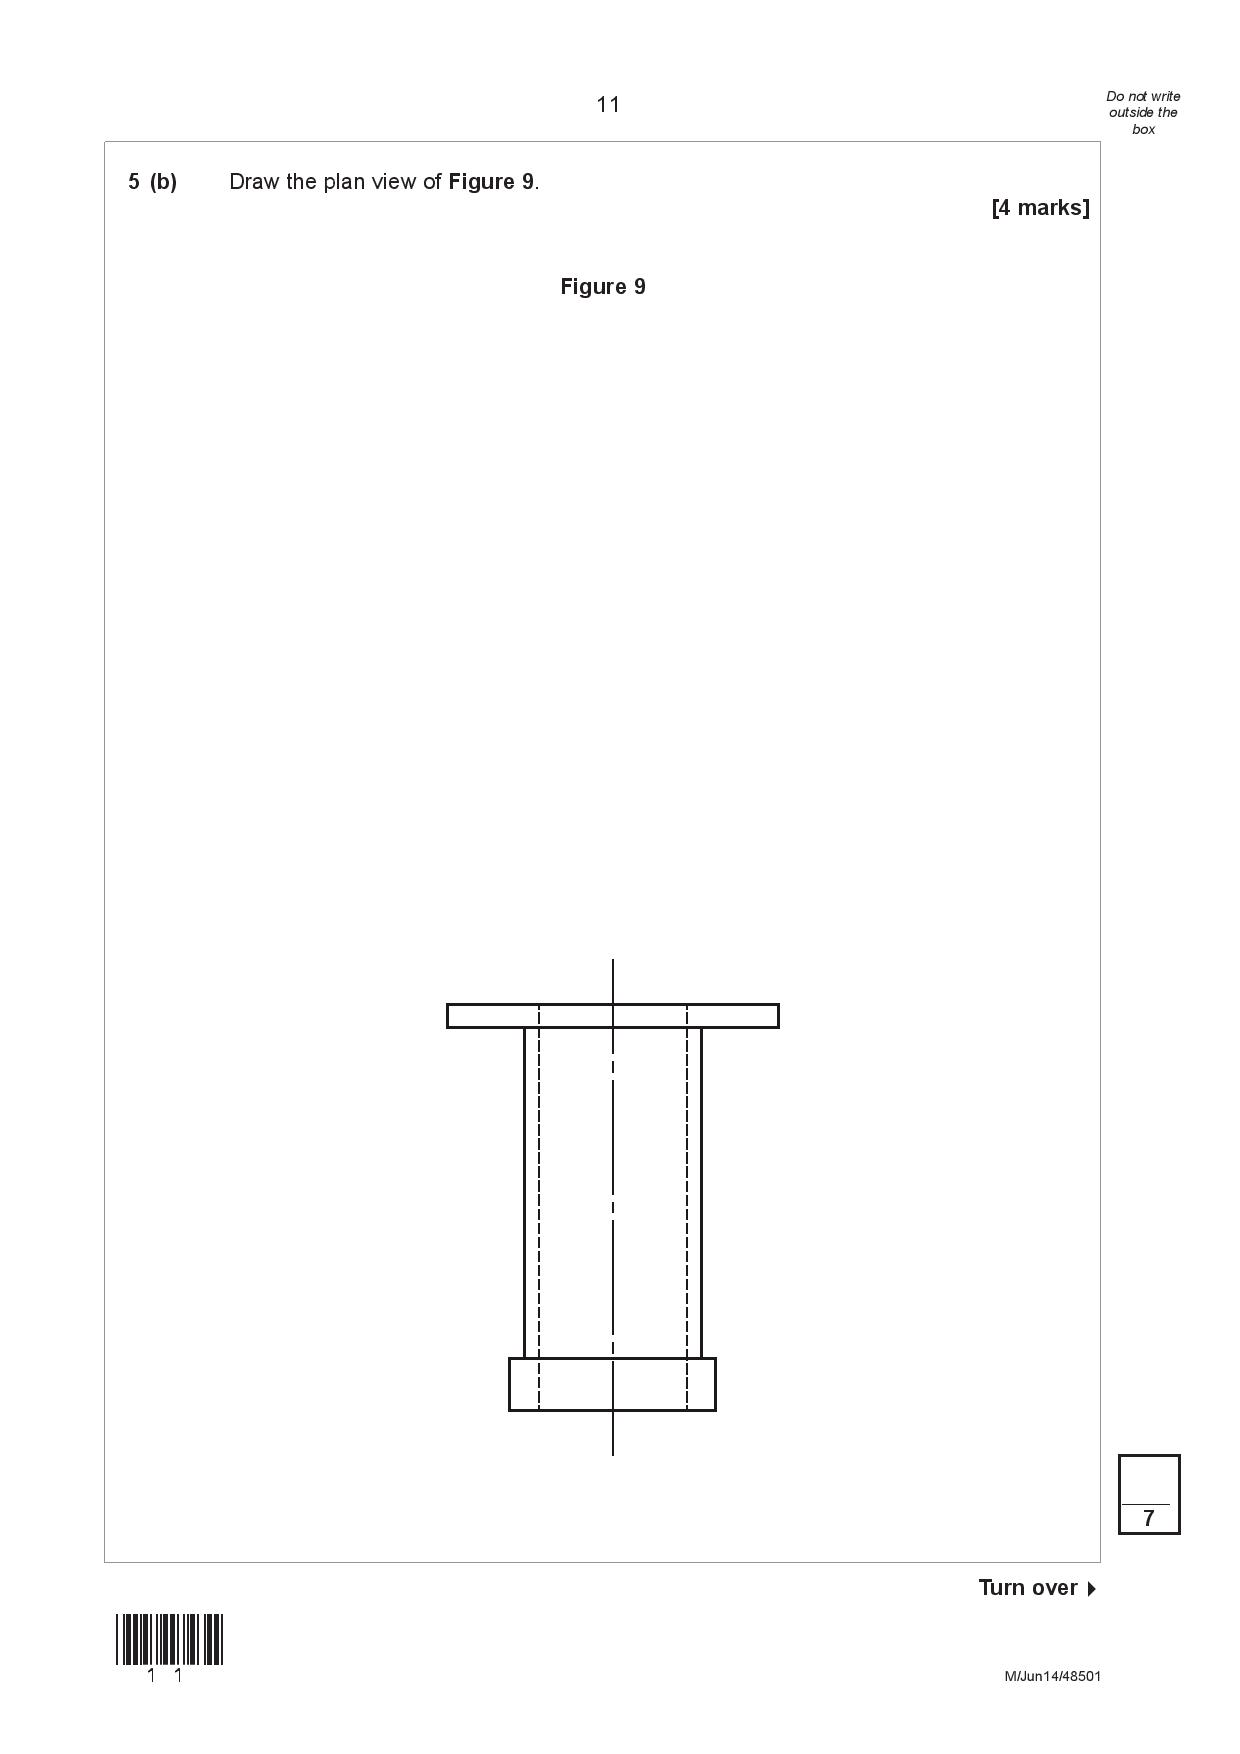 11
Do not write
outside the
box
5 (b) Draw the plan view of Figure 9.
[4 marks]
Figure 9
7
Turn over
1 1
M/Jun14/48501